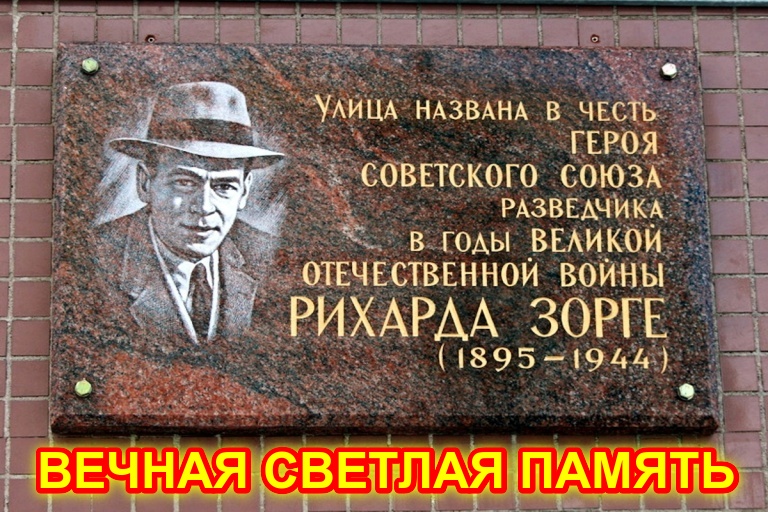 Улица названа в честь
ГЕРОЯ
СОВЕТСКОГО СОЮЗА
РАЗВЕДЧИКА
В годы ВЕЛИКОЙ
ОТЕЧЕСТВЕННОЙ ВОЙНЫ
РИХАРДА ЗОРГЕ
(1895–1944)
ВЕЧНАЯ СВЕТЛАЯ ПАМЯТЬ